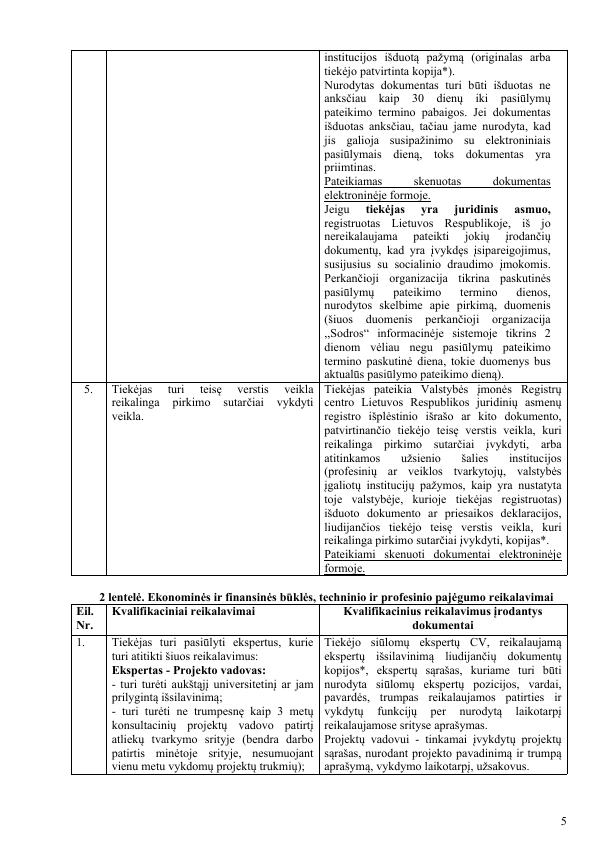 institucijos išduotą pažymą (originalas arba
tiekėjo patvirtinta kopija*).
Nurodytas dokumentas turi būti išduotas ne
anksčiau kaip 30 dienų iki pasiūlymų
pateikimo termino pabaigos. Jei dokumentas
išduotas anksčiau, tačiau jame nurodyta, kad
jis galioja susipažinimo su elektroniniais
pasiūlymais dieną, toks dokumentas yra
priimtinas.
Pateikiamas skenuotas dokumentas
elektroninėje formoje.
Jeigu tiekėjas yra juridinis asmuo,
registruotas Lietuvos Respublikoje, iš jo
nereikalaujama pateikti jokių įrodančių
dokumentų, kad yra įvykdęs įsipareigojimus,
susijusius su socialinio draudimo įmokomis.
Perkančioji organizacija tikrina paskutinės
pasiūlymų pateikimo termino dienos,
nurodytos skelbime apie pirkimą, duomenis
(šiuos duomenis perkančioji organizacija
,,Sodros“ informacinėje sistemoje tikrins 2
dienom vėliau negu pasiūlymų pateikimo
termino paskutinė diena, tokie duomenys bus
aktualūs pasiūlymo pateikimo dieną).
5.
Tiekėjas turi teisę verstis veikla
reikalinga pirkimo sutarčiai vykdyti
veikla.
Tiekėjas pateikia Valstybės įmonės Registrų
centro Lietuvos Respublikos juridinių asmenų
registro išplėstinio išrašo ar kito dokumento,
patvirtinančio tiekėjo teisę verstis veikla, kuri
reikalinga pirkimo sutarčiai įvykdyti, arba
atitinkamos užsienio šalies institucijos
(profesinių ar veiklos tvarkytojų, valstybės
įgaliotų institucijų pažymos, kaip yra nustatyta
toje valstybėje, kurioje tiekėjas registruotas)
išduoto dokumento ar priesaikos deklaracijos,
liudijančios tiekėjo teisę verstis veikla, kuri
reikalinga pirkimo sutarčiai įvykdyti, kopijas*.
Pateikiami skenuoti dokumentai elektroninėje
formoje.
2 lentelė. Ekonominės ir finansinės būklės, techninio ir profesinio pajėgumo reikalavimai
Eil.
Nr.
Kvalifikaciniai reikalavimai
Kvalifikacinius reikalavimus įrodantys
dokumentai
1.
Tiekėjas turi pasiūlyti ekspertus, kurie
turi atitikti šiuos reikalavimus:
Ekspertas - Projekto vadovas:
- turi turėti aukštąjį universitetinį ar jam
prilygintą išsilavinimą;
- turi turėti ne trumpesnę kaip 3 metų
konsultacinių projektų vadovo patirtį
atliekų tvarkymo srityje (bendra darbo
patirtis minėtoje srityje, nesumuojant
vienu metu vykdomų projektų trukmių);
Tiekėjo siūlomų ekspertų CV, reikalaujamą
ekspertų išsilavinimą liudijančių dokumentų
kopijos*, ekspertų sąrašas, kuriame turi būti
nurodyta siūlomų ekspertų pozicijos, vardai,
pavardės, trumpas reikalaujamos patirties ir
vykdytų funkcijų per nurodytą laikotarpį
reikalaujamose srityse aprašymas.
Projektų vadovui - tinkamai įvykdytų projektų
sąrašas, nurodant projekto pavadinimą ir trumpą
aprašymą, vykdymo laikotarpį, užsakovus.
5